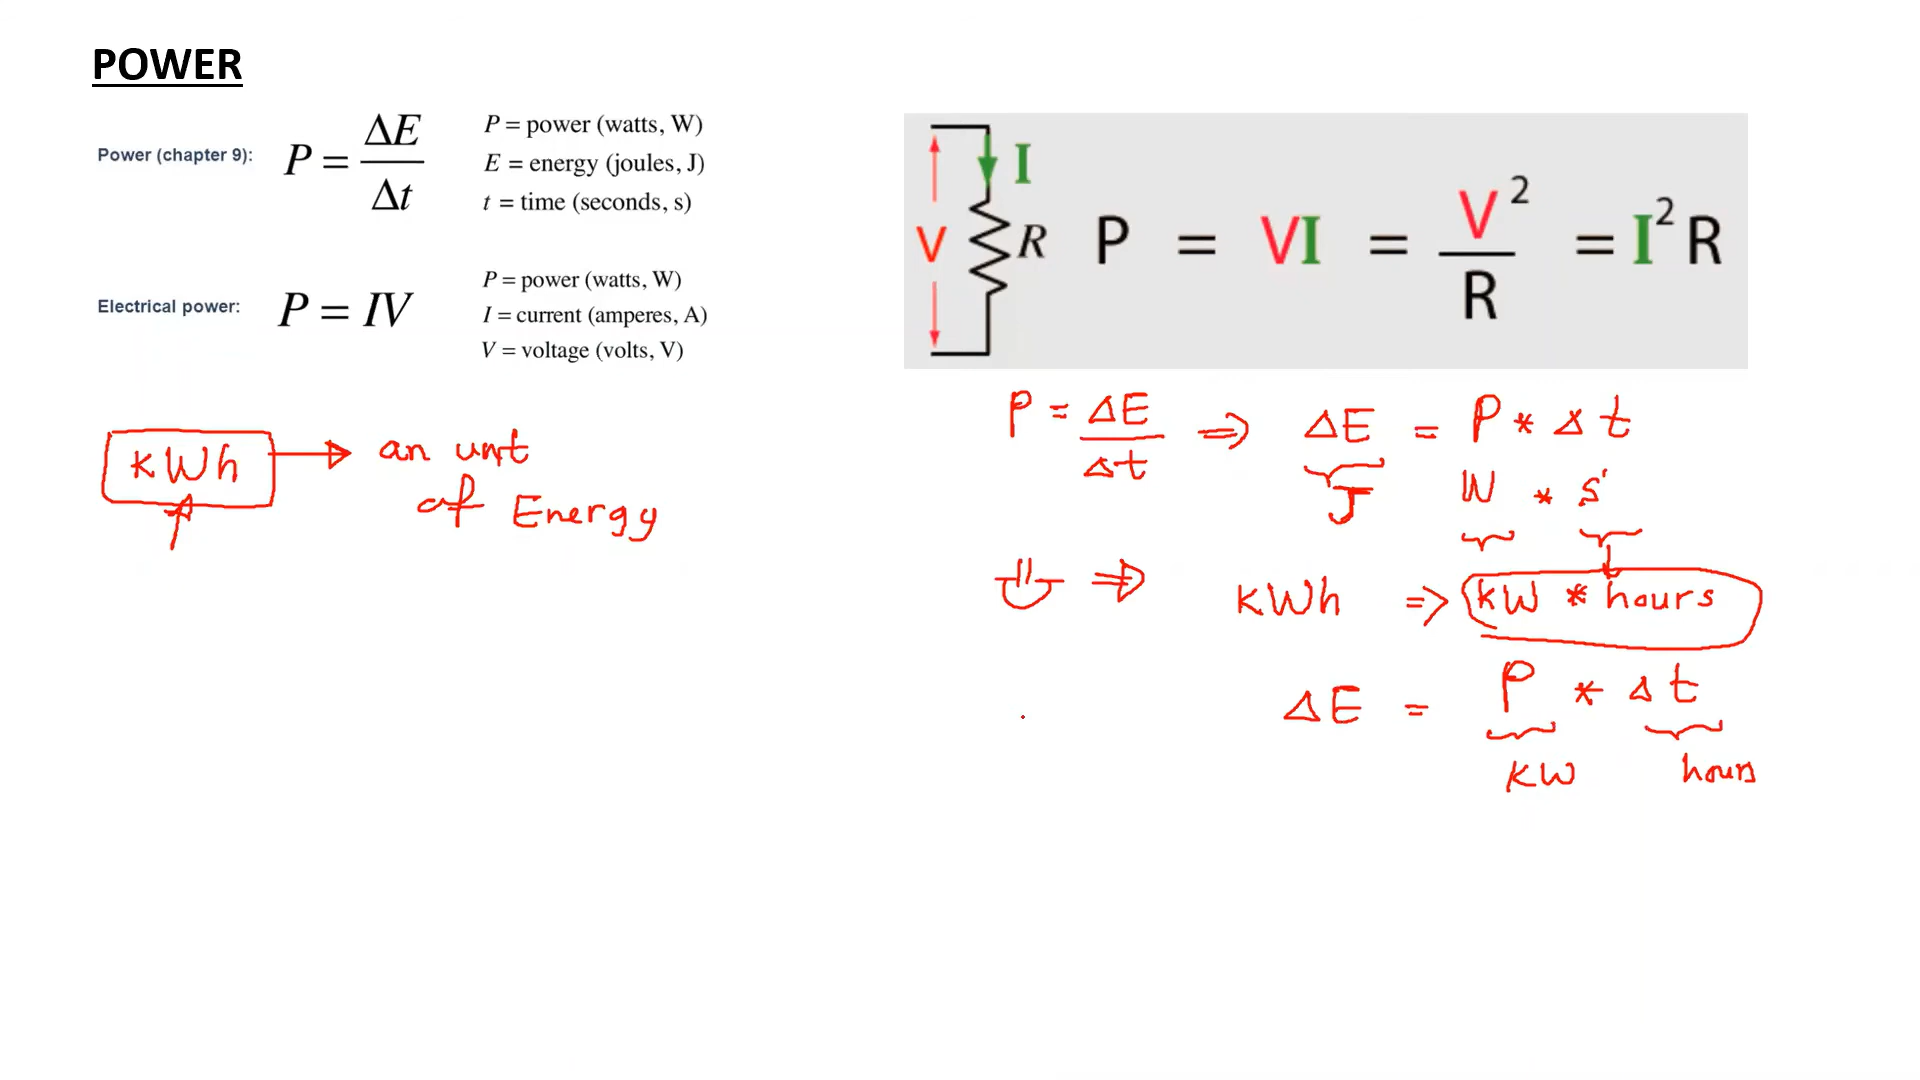 POWER
Power (chapter 9):
P = ΔE / Δt
P = power (watts, W)
E = energy (joules, J)
t = time (seconds, s)
Electrical power:
P = IV
P = power (watts, W)
I = current (amperes, A)
V = voltage (volts, V)
V I R P = VI = V² / R = I² R
P = ΔE / Δt ⇒ ΔE = P * Δt
J W * s
kWh → an unit
of Energy
⇒ kWh ⇒ kW * hours
ΔE = P * Δt
kW hours